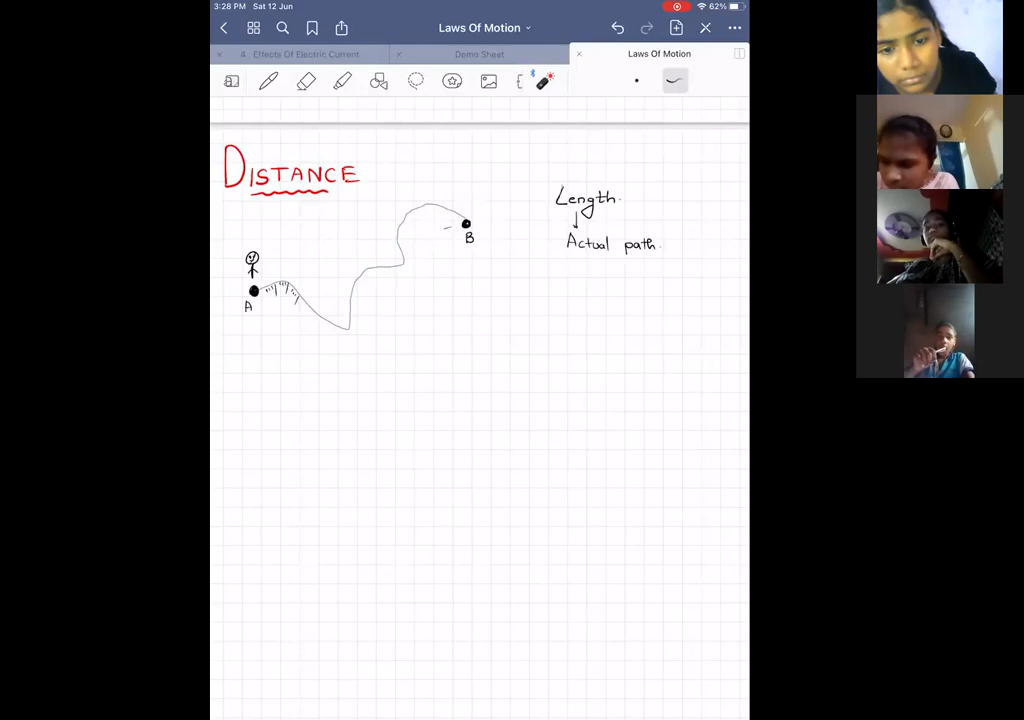 3:28 PM Sat 12 Jun
62%
Laws Of Motion
4. Effects Of Electric Current
Demo Sheet
Laws Of Motion
DISTANCE
Length.
Actual path.
B
A